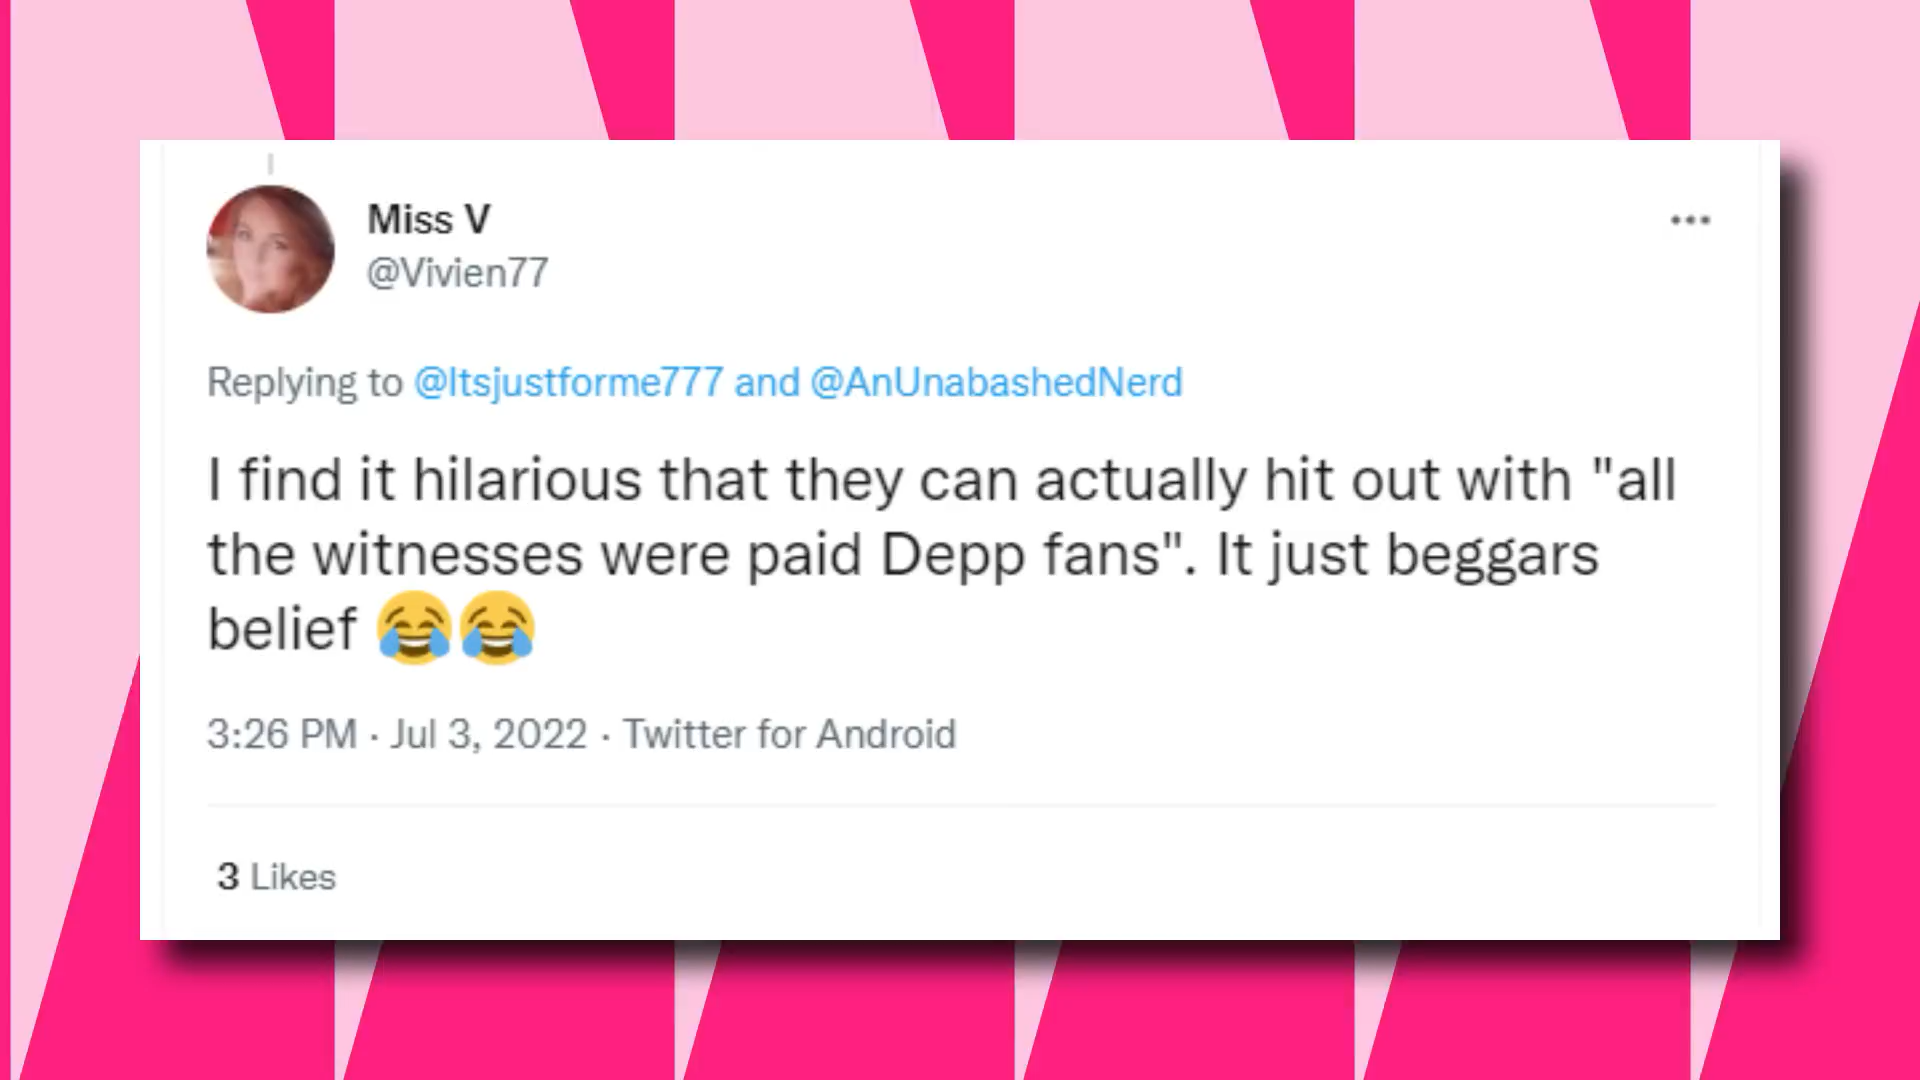 Miss V
@Vivien77
Replying to @Itsjustforme777 and @AnUnabashedNerd
I find it hilarious that they can actually hit out with "all
the witnesses were paid Depp fans". It just beggars
belief 😂😂
3:26 PM · Jul 3, 2022 · Twitter for Android
3 Likes